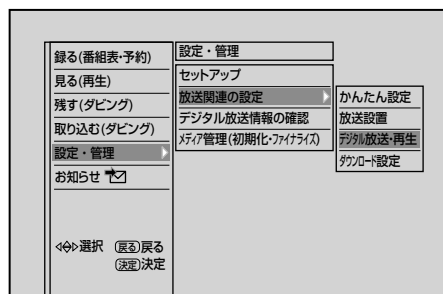 録る(番組表･予約)
見る(再生)
残す(ダビング)
取り込む(ダビング)
設定・管理
お知らせ
選択 戻る戻る
決定決定
設定・管理
セットアップ
放送関連の設定
デジタル放送情報の確認
ﾒﾃﾞｨｱ管理(初期化･ﾌｧｲﾅﾗｲｽﾞ)
かんたん設定
放送設置
ﾃﾞｼﾞﾀﾙ放送･再生
ﾀﾞｳﾝﾛｰﾄﾞ設定